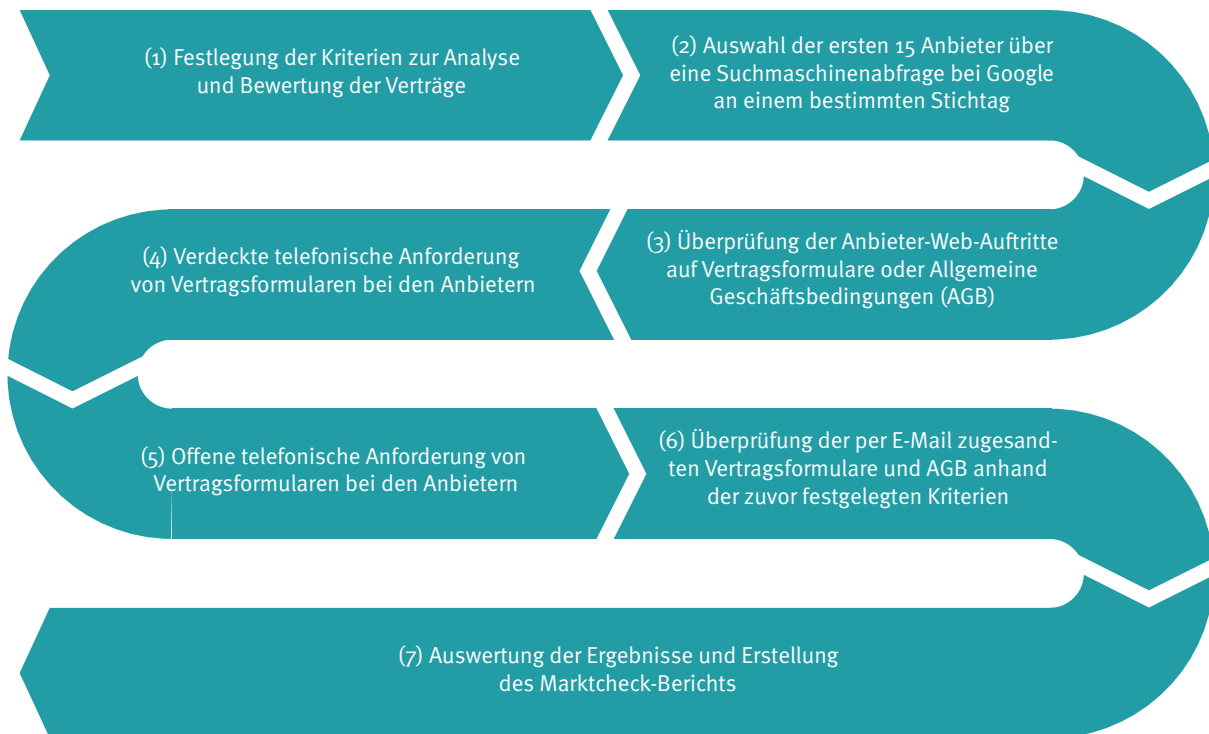 (1) Festlegung der Kriterien zur Analyse
und Bewertung der Verträge
(2) Auswahl der ersten 15 Anbieter über
eine Suchmaschinenabfrage bei Google
an einem bestimmten Stichtag
(3) Überprüfung der Anbieter-Web-Auftritte
auf Vertragsformulare oder Allgemeine
Geschäftsbedingungen (AGB)
(4) Verdeckte telefonische Anforderung
von Vertragsformularen bei den Anbietern
(5) Offene telefonische Anforderung von
Vertragsformularen bei den Anbietern
(6) Überprüfung der per E-Mail zugesand-
ten Vertragsformulare und AGB anhand
der zuvor festgelegten Kriterien
(7) Auswertung der Ergebnisse und Erstellung
des Marktcheck-Berichts